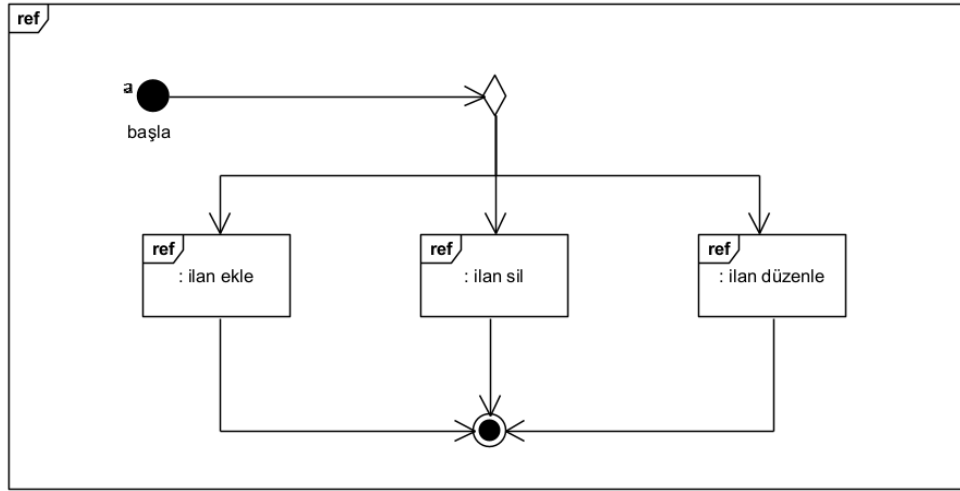 ref
a
başla
ref
: ilan ekle
ref
: ilan sil
ref
: ilan düzenle